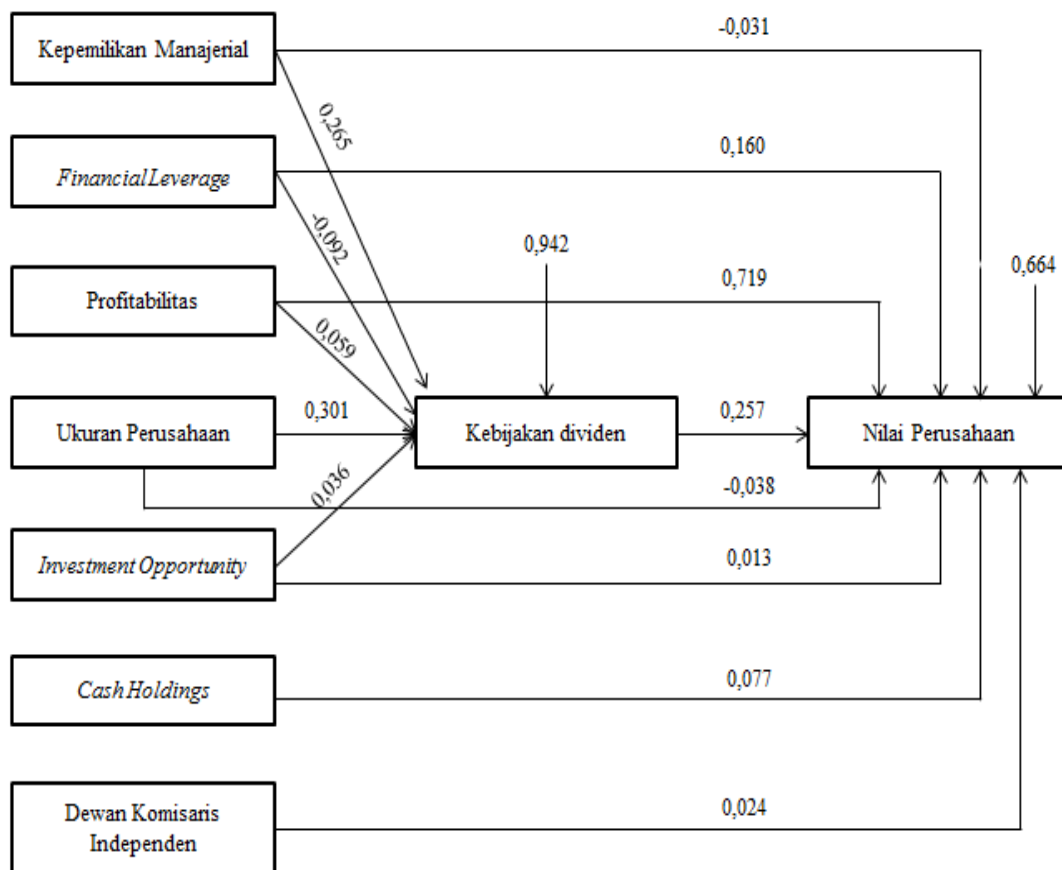 Kepemilikan Manajerial
-0,031
0,265
Financial Leverage
0,160
-0,092
0,942
Profitabilitas
0,719
0,664
0,059
Ukuran Perusahaan
0,301
Kebijakan dividen
0,257
Nilai Perusahaan
0,036
-0,038
Investment Opportunity
0,013
Cash Holdings
0,077
Dewan Komisaris
Independen
0,024